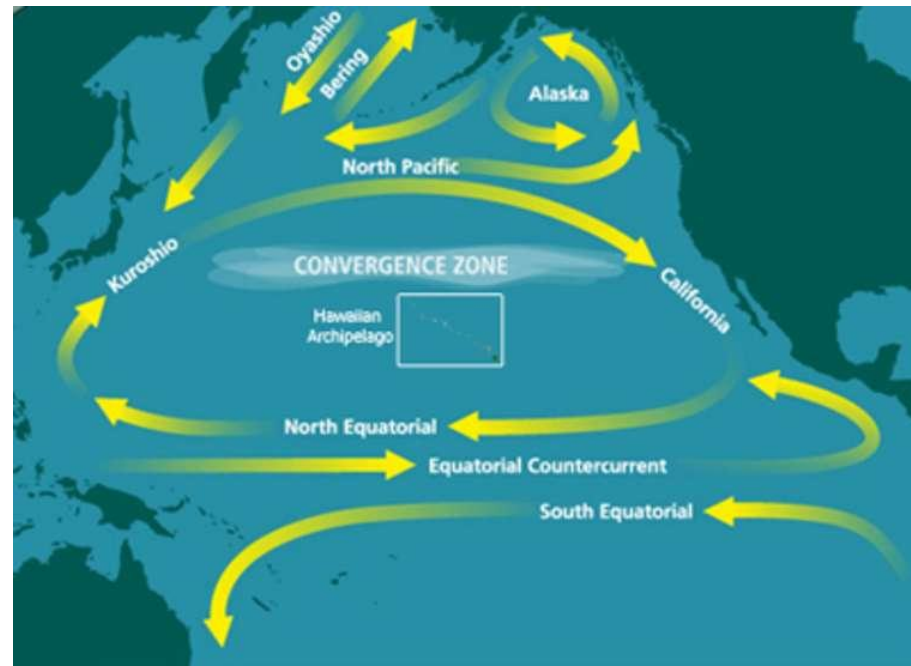 Oyashio
Bering
Alaska
North Pacific
Kuroshio
CONVERGENCE ZONE
California
Hawaiian
Archipelago
North Equatorial
Equatorial Countercurrent
South Equatorial